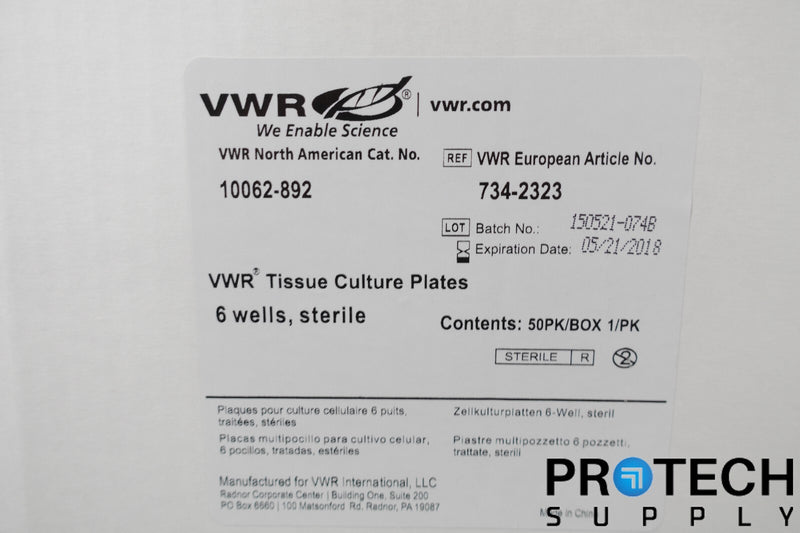 VWR® | vwr.com
We Enable Science
VWR North American Cat. No.
REF VWR European Article No.
10062-892
734-2323
LOT Batch No.: 150521-074B
Expiration Date: 05/21/2018
VWR® Tissue Culture Plates
6 wells, sterile
Contents: 50PK/BOX 1/PK
STERILE R
2
Plaques pour culture cellulaire 6 puits,
traitées, stériles
Zellkulturplatten 6-Well, steril
Placas multipocillo para cultivo celular,
6 pocillos, tratadas, estériles
Piastre multipozzetto 6 pozzetti,
trattate, sterili
Manufactured for VWR International, LLC
Radnor Corporate Center | Building One, Suite 200
PO Box 6660 | 100 Matsonford Rd. Radnor, PA 19087
Made in China
PROTECH
SUPPLY